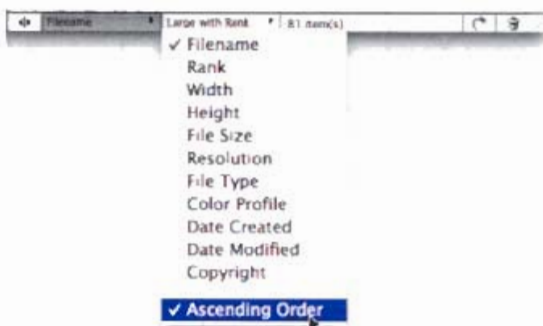 Filename Large with Rank 81 item(s)
✓ Filename
Rank
Width
Height
File Size
Resolution
File Type
Color Profile
Date Created
Date Modified
Copyright
✓ Ascending Order